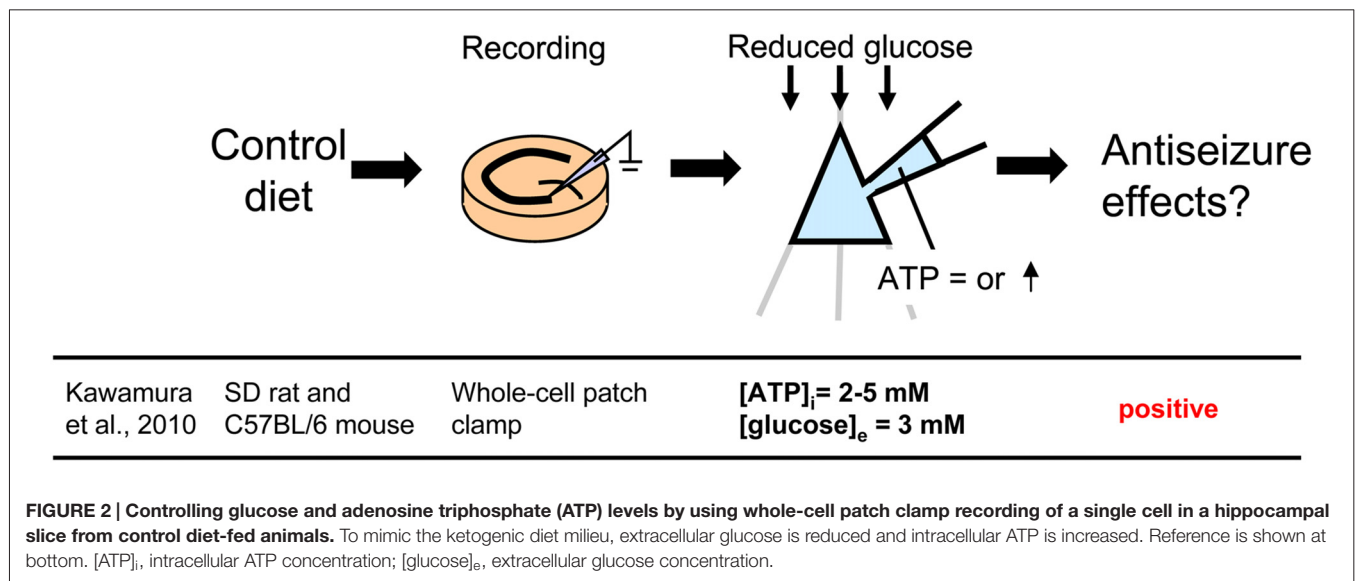 Recording
Reduced glucose
Control
diet
Antiseizure
effects?
ATP = or ↑
Kawamura
et al., 2010
SD rat and
C57BL/6 mouse
Whole-cell patch
clamp
[ATP]i= 2-5 mM
[glucose]e = 3 mM
positive
FIGURE 2 | Controlling glucose and adenosine triphosphate (ATP) levels by using whole-cell patch clamp recording of a single cell in a hippocampal
slice from control diet-fed animals. To mimic the ketogenic diet milieu, extracellular glucose is reduced and intracellular ATP is increased. Reference is shown at
bottom. [ATP]i, intracellular ATP concentration; [glucose]e, extracellular glucose concentration.